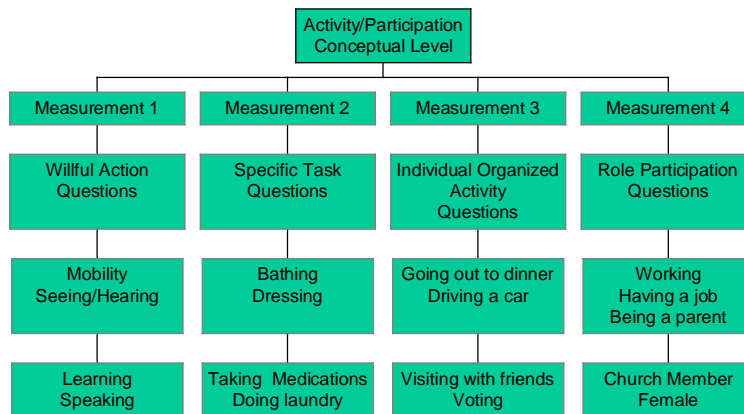 Activity/Participation
Conceptual Level
Measurement 1
Measurement 2
Measurement 3
Measurement 4
Willful Action
Questions
Specific Task
Questions
Individual Organized
Activity
Questions
Role Participation
Questions
Mobility
Seeing/Hearing
Bathing
Dressing
Going out to dinner
Driving a car
Working
Having a job
Being a parent
Learning
Speaking
Taking Medications
Doing laundry
Visiting with friends
Voting
Church Member
Female